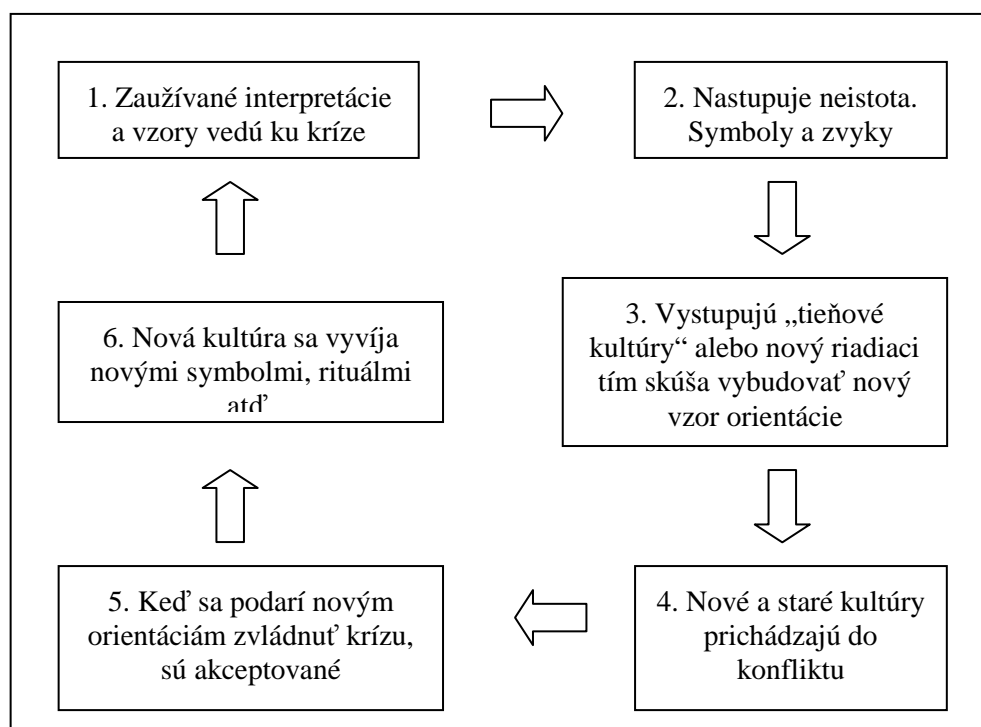 1. Zaužívané interpretácie
a vzory vedú ku kríze
2. Nastupuje neistota.
Symboly a zvyky
3. Vystupujú „tieňové
kultúry“ alebo nový riadiaci
tím skúša vybudovať nový
vzor orientácie
4. Nové a staré kultúry
prichádzajú do
konfliktu
5. Keď sa podarí novým
orientáciám zvládnuť krízu,
sú akceptované
6. Nová kultúra sa vyvíja
novými symbolmi, rituálmi
atď